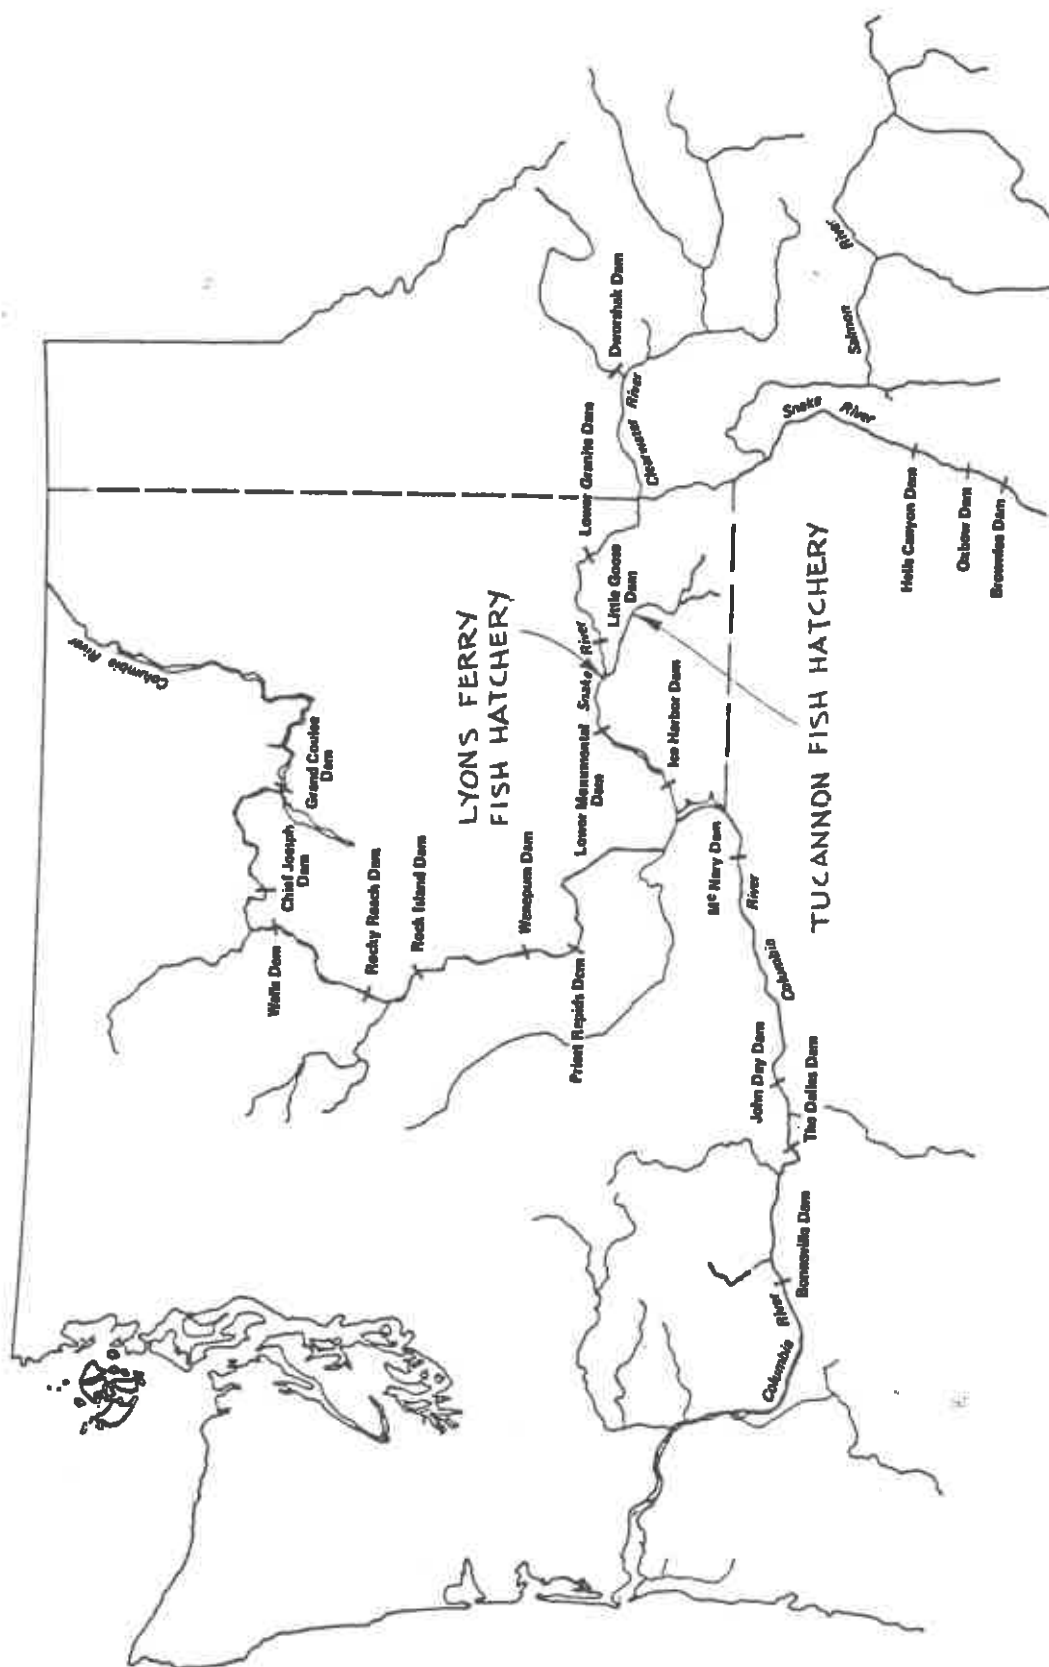 Columbia River
Grand Coulee
Dam
Chief Joseph
Dam
Wells Dam
Rocky Reach Dam
Rock Island Dam
Wanapum Dam
Priest Rapids Dam
LYONS FERRY
FISH HATCHERY
Lower Monumental
Dam
Snake River
Little Goose
Dam
Lower Granite Dam
Dworshak Dam
Clearwater River
Ice Harbor Dam
McNary Dam
Columbia River
John Day Dam
The Dalles Dam
Bonneville Dam
Columbia River
TUCANNON FISH HATCHERY
Snake River
Salmon River
Hells Canyon Dam
Oxbow Dam
Brownlee Dam